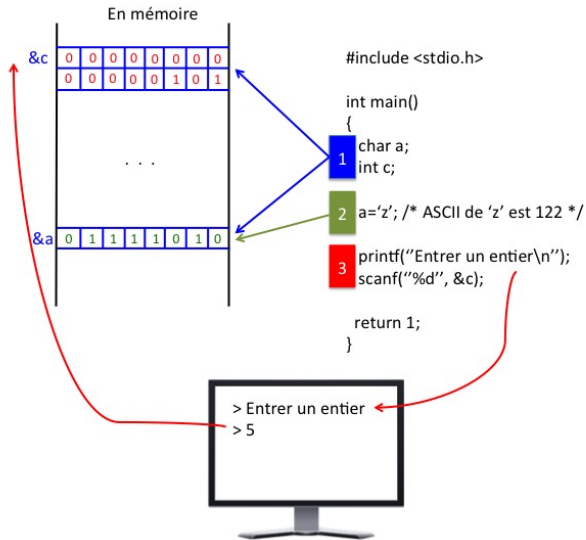 En mémoire
&c
0 0 0 0 0 0 0 0
0 0 0 0 0 1 0 1
. . .
&a
0 1 1 1 1 0 1 0
#include <stdio.h>
int main()
{
1
char a;
int c;
2
a=‘z’; /* ASCII de ‘z’ est 122 */
3
printf(‘’Entrer un entier\n’’);
scanf(‘’%d’’, &c);
return 1;
}
> Entrer un entier
> 5